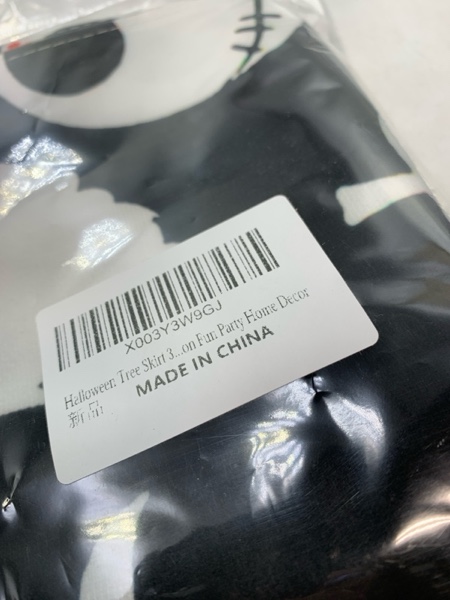 X003Y3W9GJ
Helloween Tree Skirt 3...on Fun Party Home Decor
新品
MADE IN CHINA